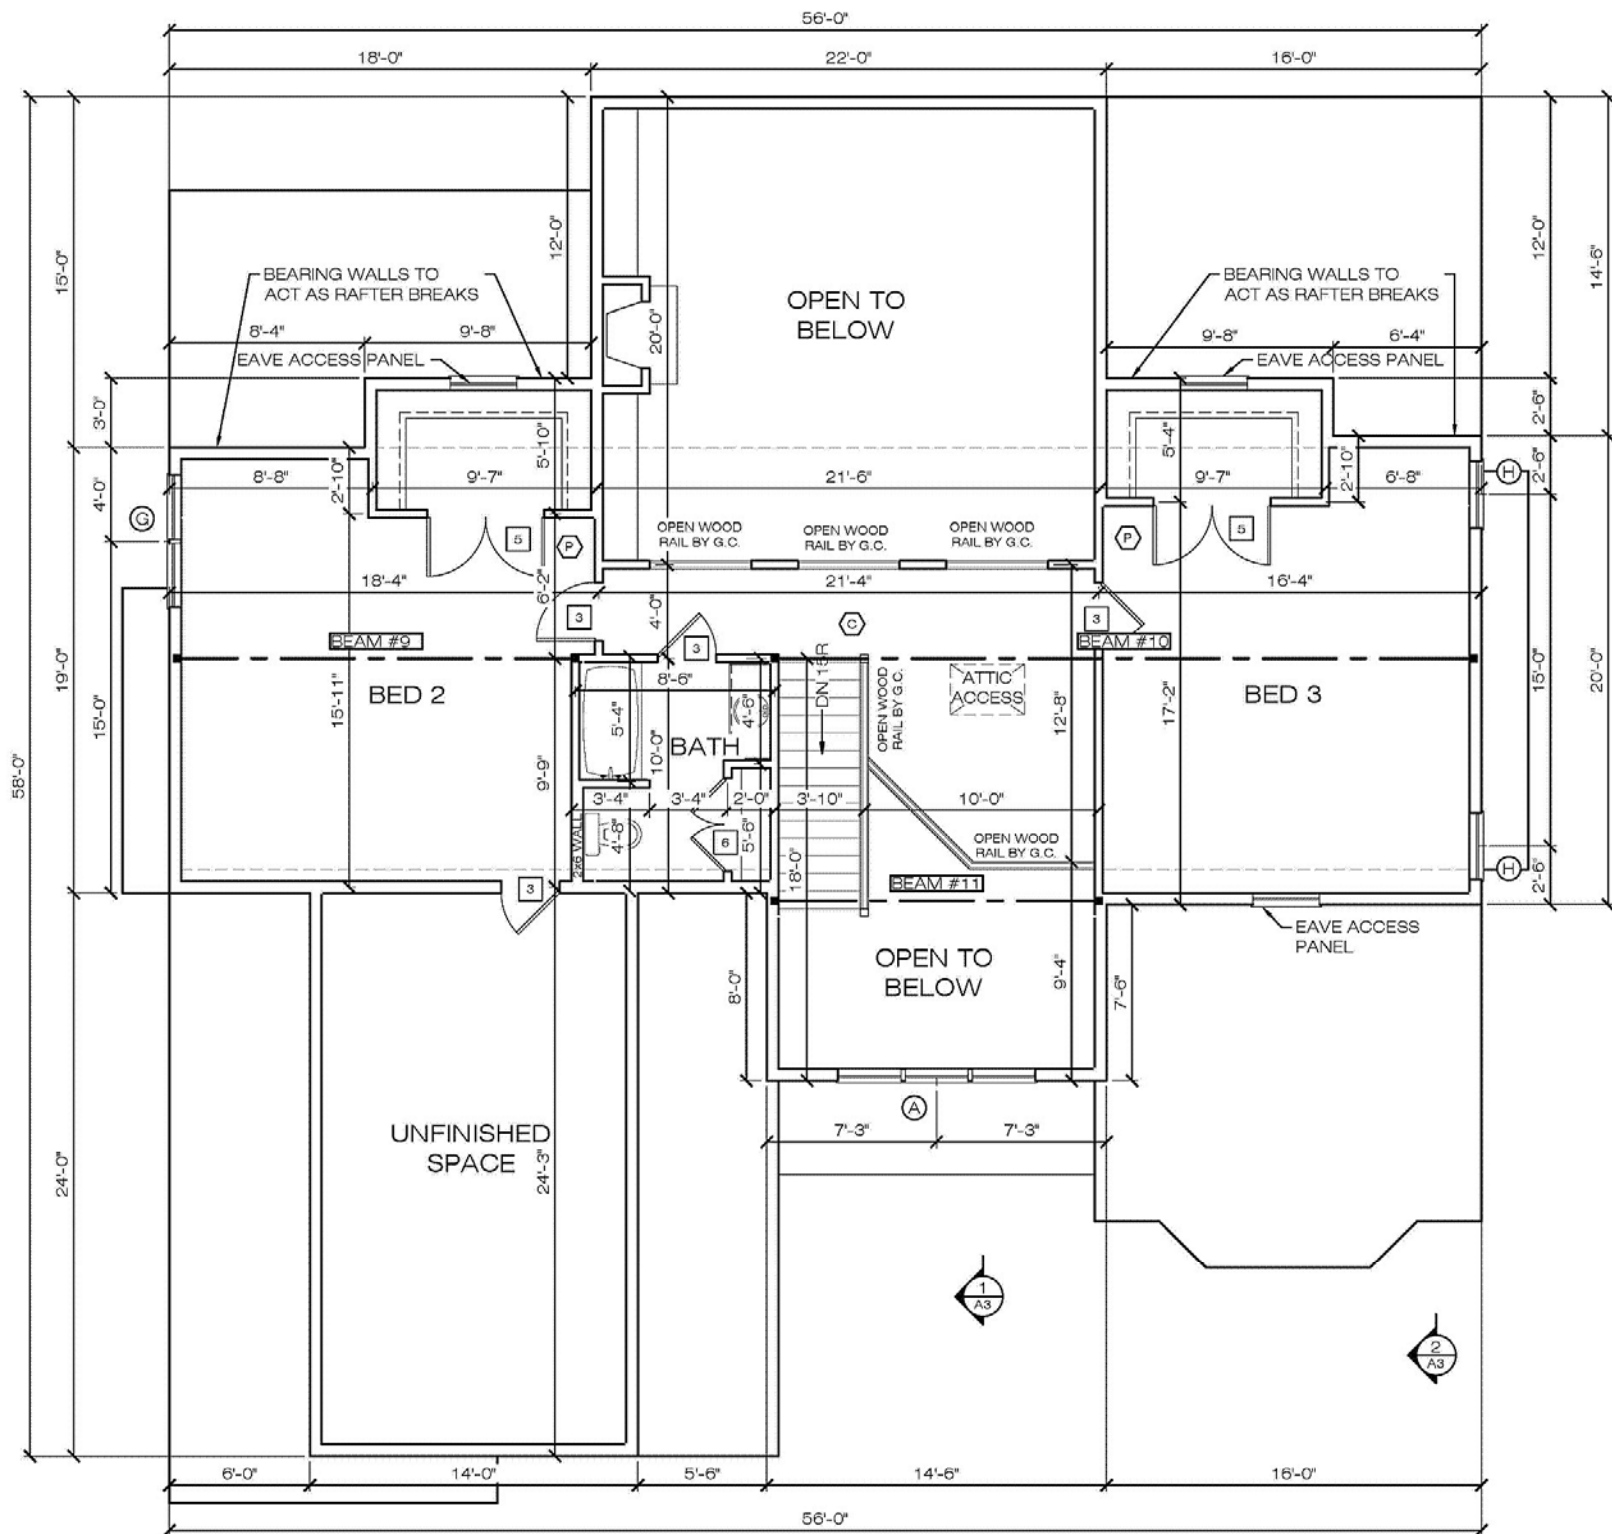 56'-0"
18'-0"
22'-0"
16'-0"
58'-0"
15'-0"
19'-0"
24'-0"
3'-0"
4'-0"
15'-0"
12'-0"
20'-0"
12'-0"
14'-6"
2'-6"
2'-6"
15'-0"
20'-0"
2'-6"
BEARING WALLS TO
ACT AS RAFTER BREAKS
8'-4"
9'-8"
EAVE ACCESS PANEL
OPEN TO
BELOW
BEARING WALLS TO
ACT AS RAFTER BREAKS
9'-8"
6'-4"
EAVE ACCESS PANEL
5'-10"
2'-10"
8'-8"
9'-7"
21'-6"
5'-4"
9'-7"
2'-10"
6'-8"
G
H
5
P
OPEN WOOD
RAIL BY G.C.
OPEN WOOD
RAIL BY G.C.
OPEN WOOD
RAIL BY G.C.
P
5
18'-4"
6'-2"
21'-4"
16'-4"
3
4'-0"
C
3
BEAM #9
3
BEAM #10
BED 2
15'-11"
8'-6"
5'-4"
4'-6"
BATH
10'-0"
DN 15R
OPEN WOOD
RAIL BY G.C.
ATTIC
ACCESS
12'-8"
17'-2"
BED 3
9'-9"
3'-4"
3'-4"
2'-0"
3'-10"
10'-0"
2x6 WALL
4'-8"
6
5'-6"
OPEN WOOD
RAIL BY G.C.
18'-0"
BEAM #11
3
H
EAVE ACCESS
PANEL
OPEN TO
BELOW
8'-0"
9'-4"
7'-6"
A
7'-3"
7'-3"
UNFINISHED
SPACE
24'-3"
1
A3
2
A3
6'-0"
14'-0"
5'-6"
14'-6"
16'-0"
56'-0"